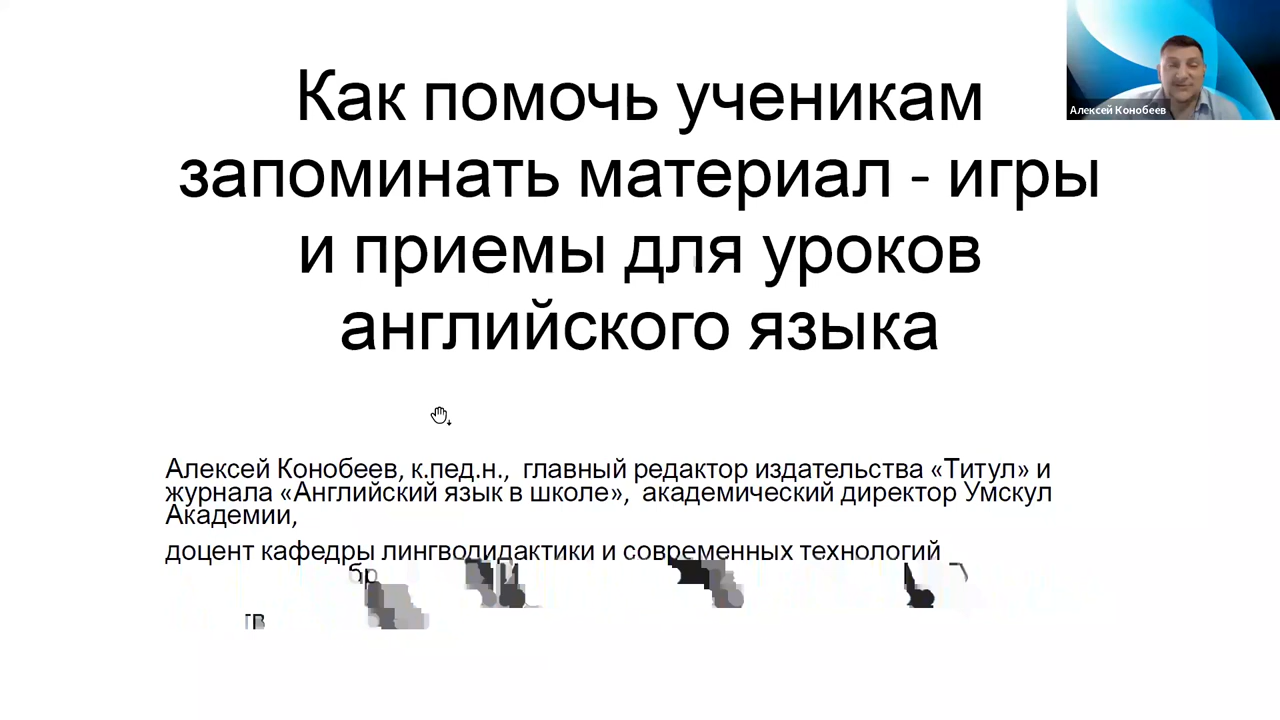 Как помочь ученикам
запоминать материал - игры
и приемы для уроков
английского языка
Алексей Конобеев
Алексей Конобеев, к.пед.н., главный редактор издательства «Титул» и
журнала «Английский язык в школе», академический директор Умскул
Академии,
доцент кафедры лингводидактики и современных технологий